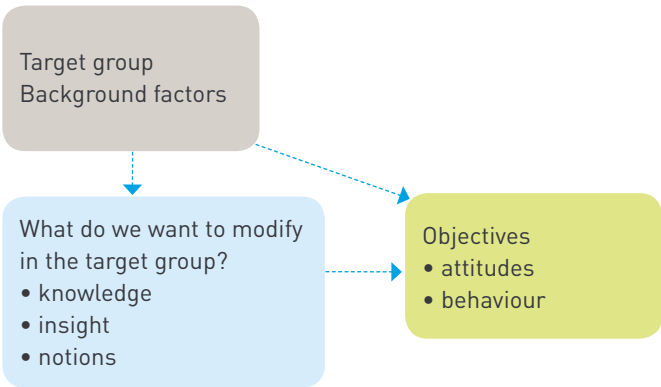 Target group
Background factors
What do we want to modify
in the target group?
• knowledge
• insight
• notions
Objectives
• attitudes
• behaviour